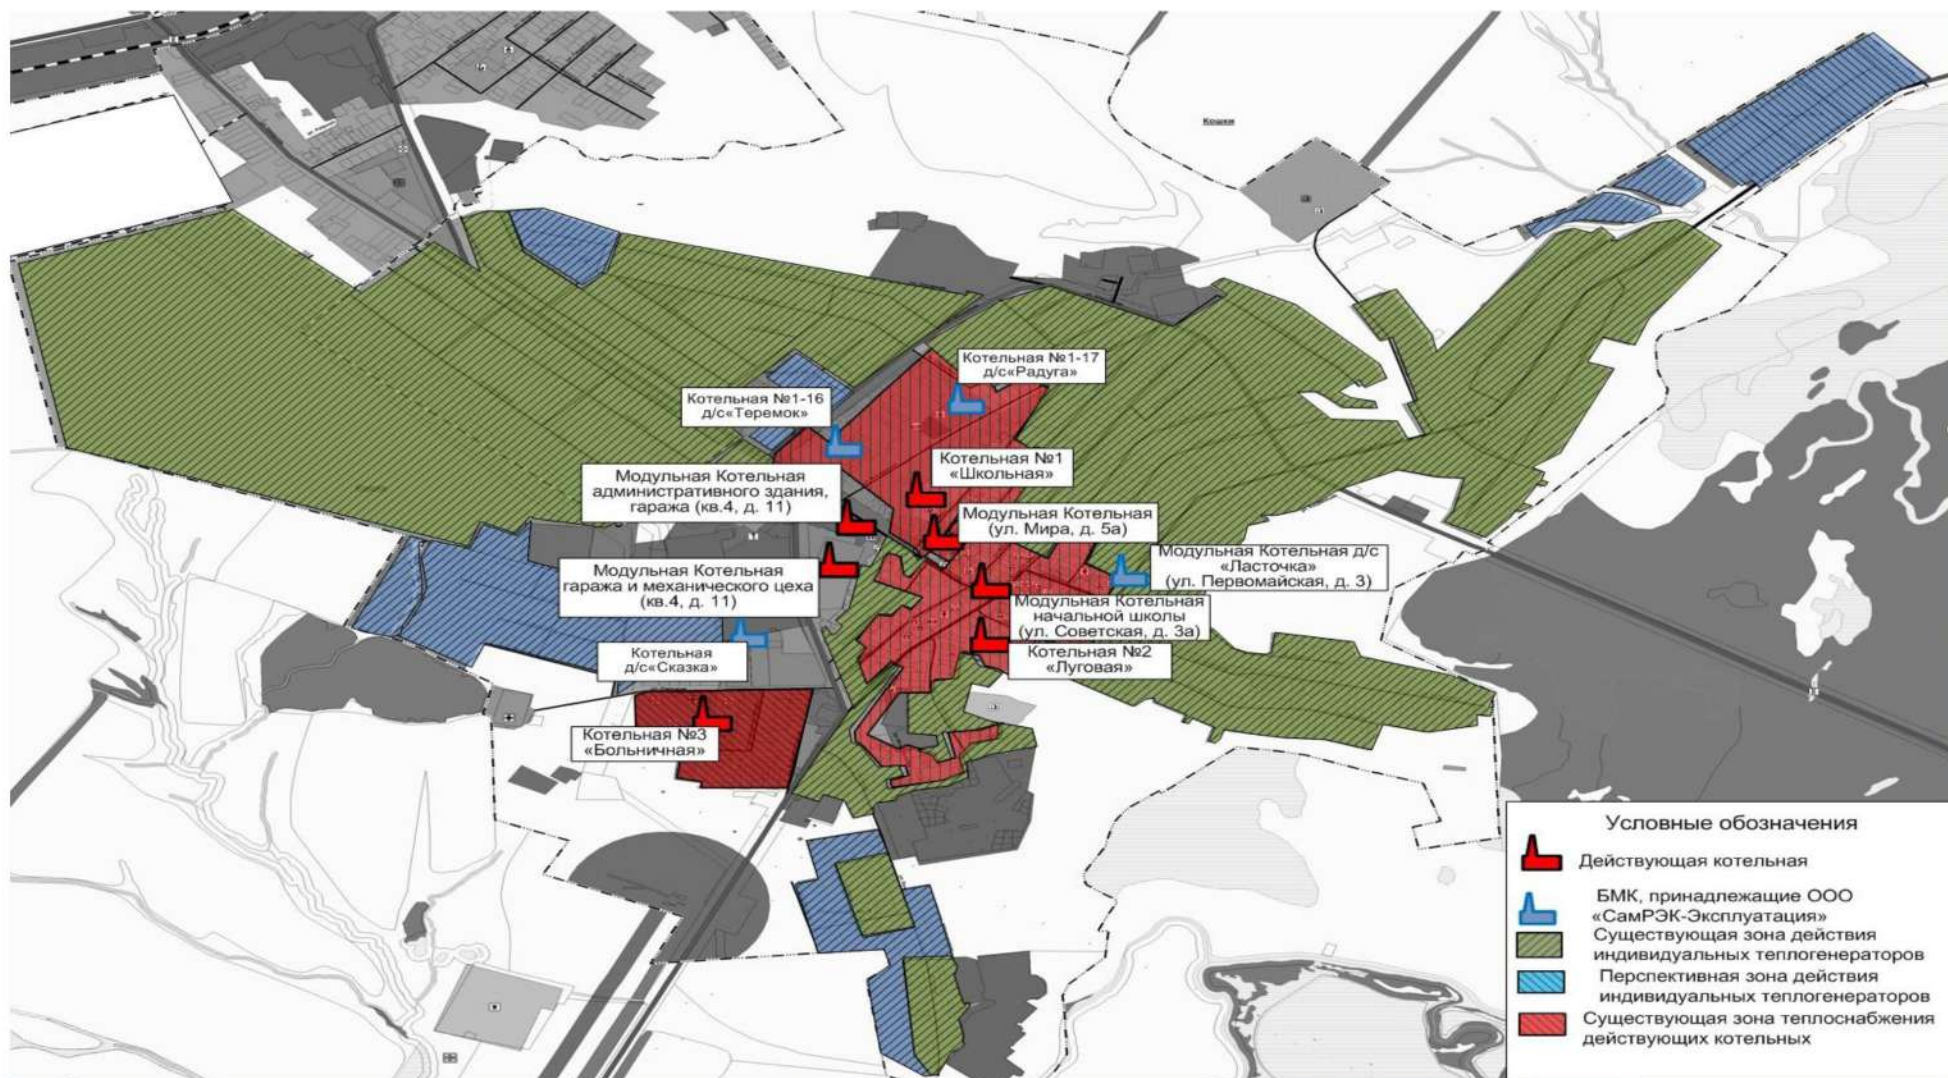 Кошки
Котельная №1-17
д/с«Радуга»
Котельная №1-16
д/с«Теремок»
Котельная №1
«Школьная»
Модульная Котельная
административного здания,
гаража (кв.4, д. 11)
Модульная Котельная
(ул. Мира, д. 5а)
Модульная Котельная д/с
«Ласточка»
(ул. Первомайская, д. 3)
Модульная Котельная
гаража и механического цеха
(кв.4, д. 11)
Модульная Котельная
начальной школы
(ул. Советская, д. 3а)
Котельная
д/с«Сказка»
Котельная №2
«Луговая»
Котельная №3
«Больничная»
Условные обозначения
Действующая котельная
БМК, принадлежащие ООО
«СамРЭК-Эксплуатация»
Существующая зона действия
индивидуальных теплогенераторов
Перспективная зона действия
индивидуальных теплогенераторов
Существующая зона теплоснабжения
действующих котельных